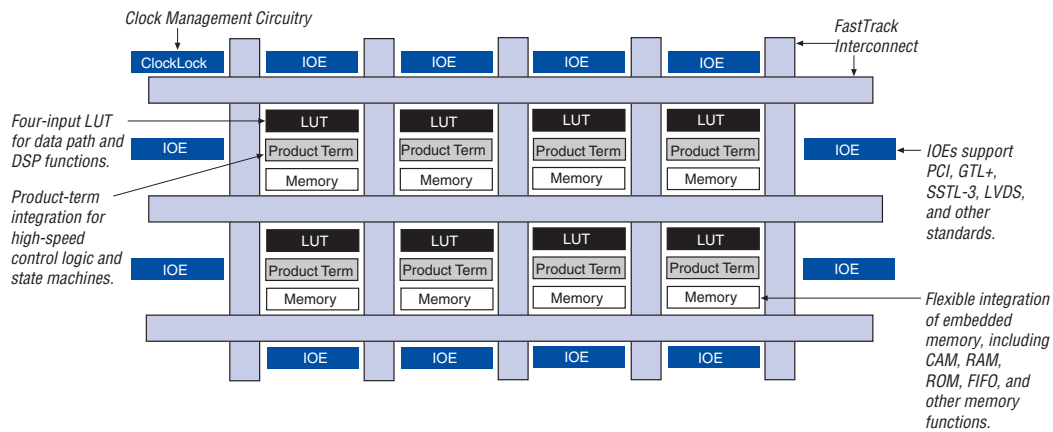 Clock Management Circuitry
FastTrack
Interconnect
ClockLock
IOE
IOE
IOE
IOE
Four-input LUT
for data path and
DSP functions.
LUT
LUT
LUT
LUT
IOE
Product Term
Product Term
Product Term
Product Term
IOE
IOEs support
PCI, GTL+,
SSTL-3, LVDS,
and other
standards.
Memory
Memory
Memory
Memory
Product-term
integration for
high-speed
control logic and
state machines.
LUT
LUT
LUT
LUT
IOE
Product Term
Product Term
Product Term
Product Term
IOE
Memory
Memory
Memory
Memory
Flexible integration
of embedded
memory, including
CAM, RAM,
ROM, FIFO, and
other memory
functions.
IOE
IOE
IOE
IOE